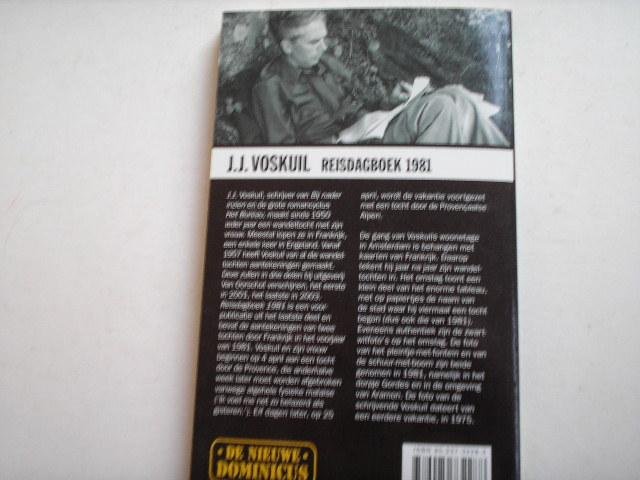 J.J. VOSKUIL REISDAGBOEK 1981
J.J. Voskuil, schrijver van Bij nader
inzien en de grote romancyclus
Het Bureau, maakt sinds 1950
ieder jaar een wandeltocht met zijn
vrouw. Meestal lopen ze in Frankrijk,
een enkele keer in Engeland. Vanaf
1957 heeft Voskuil van al die wandel-
tochten aantekeningen gemaakt.
Deze zullen in drie delen bij uitgeverij
Van Oorschot verschijnen, het eerste
in 2001, het laatste in 2003.
Reisdagboek 1981 is een voor-
publicatie uit het laatste deel en
bevat de aantekeningen van twee
tochten door Frankrijk in het voorjaar
van 1981. Voskuil en zijn vrouw
beginnen op 4 april aan een tocht
door de Provence, die anderhalve
week later moet worden afgebroken
vanwege algehele fysieke malaise
('Ik voel me net zo belazerd als
gisteren.'). Elf dagen later, op 25
april, wordt de vakantie voortgezet
met een tocht door de Provençaalse
Alpen.
De gang van Voskuils woonetage
in Amsterdam is behangen met
kaarten van Frankrijk. Daarop
tekent hij jaar na jaar zijn wandel-
tochten in. Het omslag toont een
klein deel van het enorme tableau,
met op papiertjes de naam van
de stad waar hij viermaal een tocht
begon (dus ook die van 1981).
Eveneens authentiek zijn de zwart-
witfoto's op het omslag. De foto
van het pleintje-met-fontein en van
de schuur-met-boom zijn beide
genomen in 1981, namelijk in het
dorpje Gordes en in de omgeving
van Aramon. De foto van de
schrijvende Voskuil dateert van
een eerdere vakantie, in 1975.
DE NIEUWE
DOMINICUS